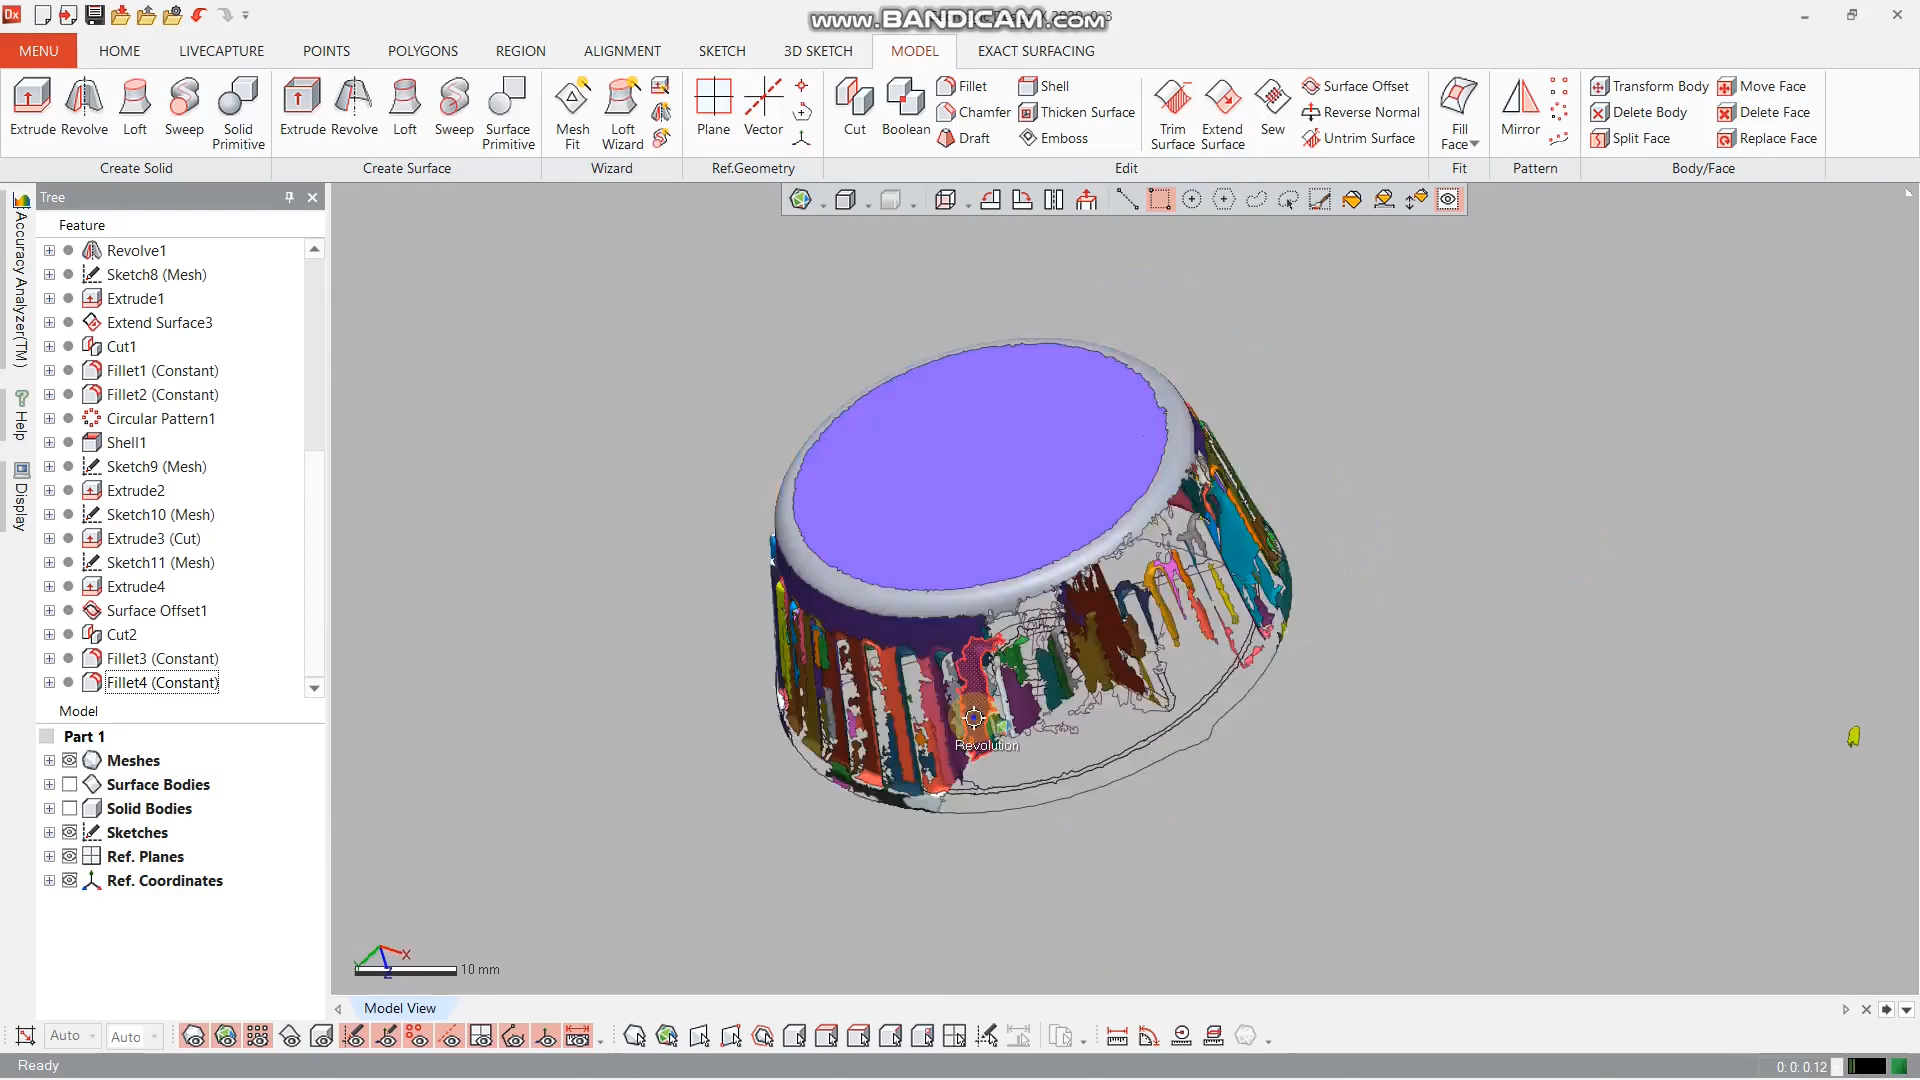 Dx
www.BANDICAM.com
MENU HOME LIVECAPTURE POINTS POLYGONS REGION ALIGNMENT SKETCH 3D SKETCH MODEL EXACT SURFACING
Extrude Revolve Loft Sweep Solid Primitive
Create Solid
Extrude Revolve Loft Sweep Surface Primitive
Create Surface
Mesh Fit Loft Wizard
Wizard
Plane Vector
Ref.Geometry
Cut Boolean Fillet Chamfer Draft Shell Thicken Surface Emboss
Trim Surface Extend Surface Sew Surface Offset Reverse Normal Untrim Surface
Edit
Fill Face
Fit
Mirror
Pattern
Transform Body Delete Body Split Face Move Face Delete Face Replace Face
Body/Face
Accuracy Analyzer(TM)
Help
Display
Tree
Feature
Revolve1
Sketch8 (Mesh)
Extrude1
Extend Surface3
Cut1
Fillet1 (Constant)
Fillet2 (Constant)
Circular Pattern1
Shell1
Sketch9 (Mesh)
Extrude2
Sketch10 (Mesh)
Extrude3 (Cut)
Sketch11 (Mesh)
Extrude4
Surface Offset1
Cut2
Fillet3 (Constant)
Fillet4 (Constant)
Model
Part 1
Meshes
Surface Bodies
Solid Bodies
Sketches
Ref. Planes
Ref. Coordinates
Revolution
X
Z
10 mm
Model View
Auto Auto
Ready
0: 0: 0.12